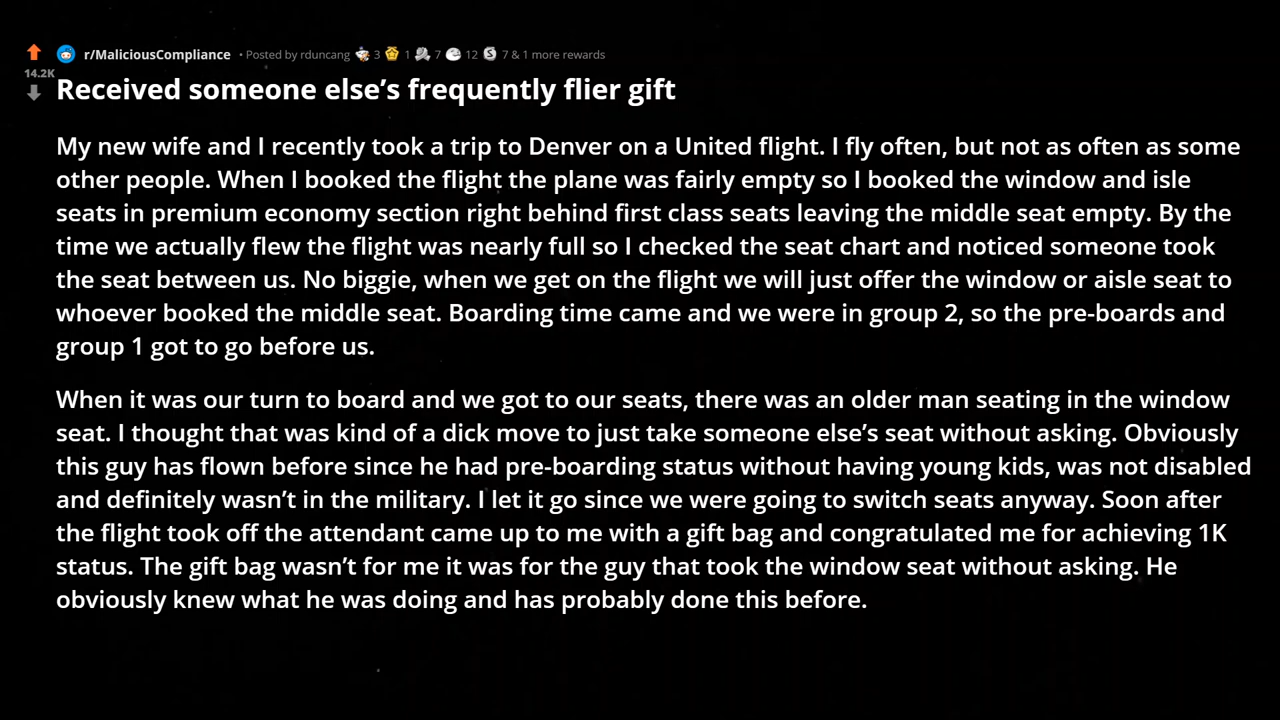 r/MaliciousCompliance • Posted by rduncang 3 1 7 12 7 & 1 more rewards
14.2K
Received someone else’s frequently flier gift
My new wife and I recently took a trip to Denver on a United flight. I fly often, but not as often as some
other people. When I booked the flight the plane was fairly empty so I booked the window and isle
seats in premium economy section right behind first class seats leaving the middle seat empty. By the
time we actually flew the flight was nearly full so I checked the seat chart and noticed someone took
the seat between us. No biggie, when we get on the flight we will just offer the window or aisle seat to
whoever booked the middle seat. Boarding time came and we were in group 2, so the pre-boards and
group 1 got to go before us.
When it was our turn to board and we got to our seats, there was an older man seating in the window
seat. I thought that was kind of a dick move to just take someone else’s seat without asking. Obviously
this guy has flown before since he had pre-boarding status without having young kids, was not disabled
and definitely wasn’t in the military. I let it go since we were going to switch seats anyway. Soon after
the flight took off the attendant came up to me with a gift bag and congratulated me for achieving 1K
status. The gift bag wasn’t for me it was for the guy that took the window seat without asking. He
obviously knew what he was doing and has probably done this before.